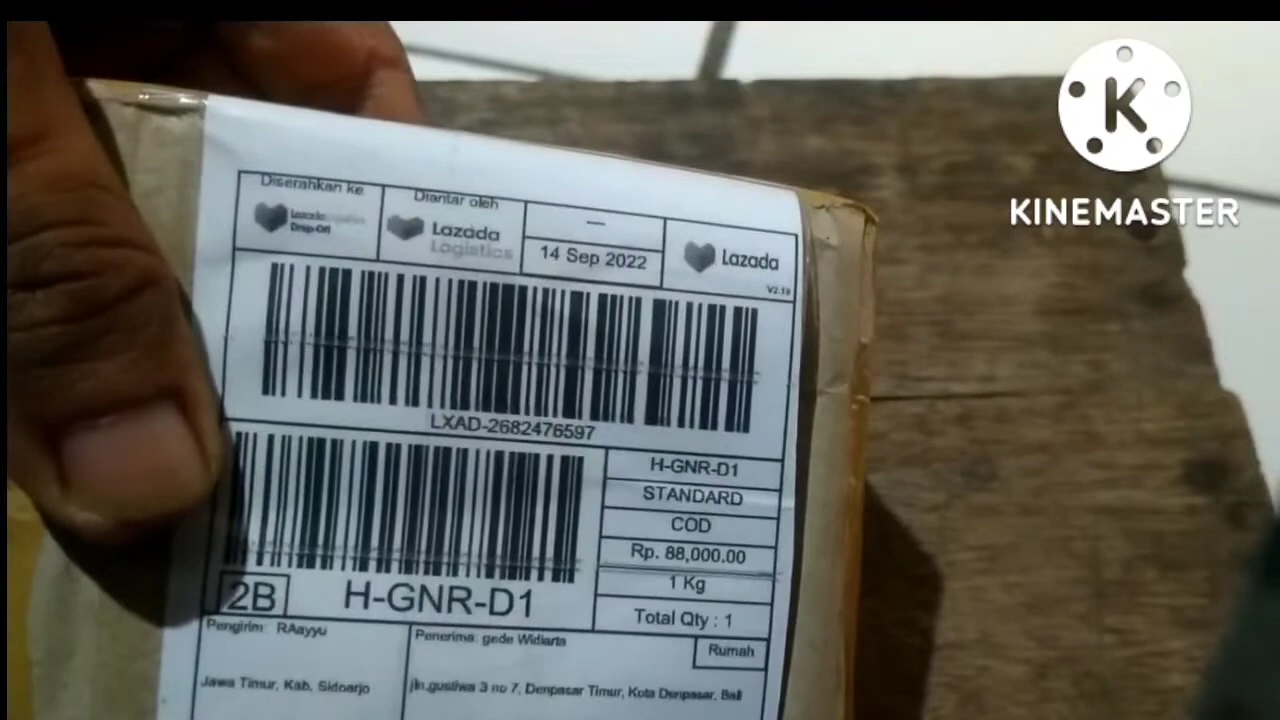 K
KINEMASTER
Diserahkan ke
Lazada
Drop-Off
Diantar oleh
Lazada
Logistics
—
14 Sep 2022
Lazada
V2.19
LXAD-2682476597
H-GNR-D1
STANDARD
COD
Rp. 88,000.00
1 Kg
Total Qty : 1
2B
H-GNR-D1
Pengirim: RAayyu
Penerima: gede Widiarta
Rumah
Jawa Timur, Kab. Sidoarjo
jln.gustiwa 3 no 7, Denpasar Timur, Kota Denpasar, Bali